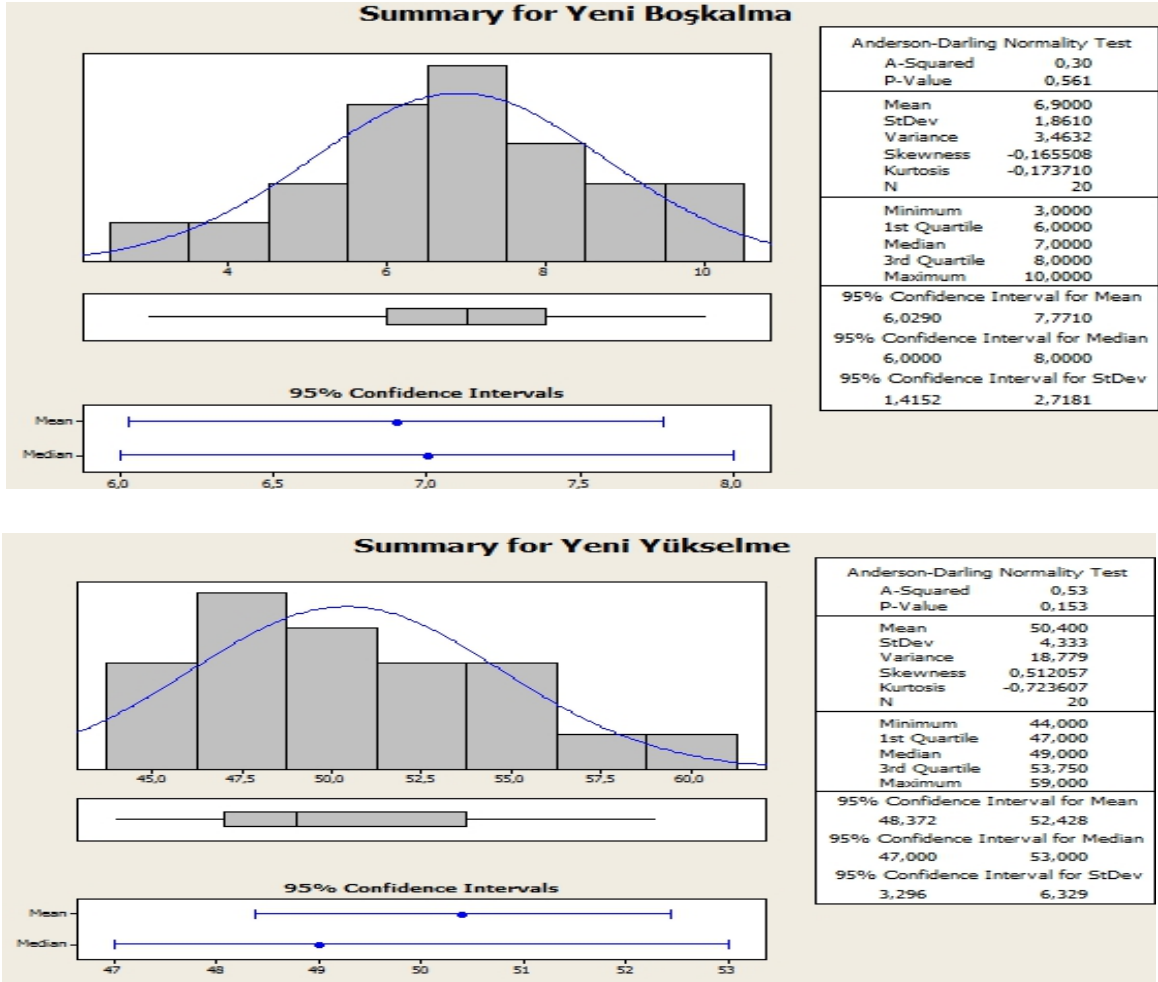 Summary for Yeni Boşkalma
Anderson-Darling Normality Test
A-Squared 0,30
P-Value 0,561
Mean 6,9000
StDev 1,8610
Variance 3,4632
Skewness -0,165508
Kurtosis -0,173710
N 20
Minimum 3,0000
1st Quartile 6,0000
Median 7,0000
3rd Quartile 8,0000
Maximum 10,0000
95% Confidence Interval for Mean
6,0290 7,7710
95% Confidence Interval for Median
6,0000 8,0000
95% Confidence Interval for StDev
1,4152 2,7181
4 6 8 10
95% Confidence Intervals
Mean
Median
6,0 6,5 7,0 7,5 8,0
Summary for Yeni Yükselme
Anderson-Darling Normality Test
A-Squared 0,53
P-Value 0,153
Mean 50,400
StDev 4,333
Variance 18,779
Skewness 0,512057
Kurtosis -0,723607
N 20
Minimum 44,000
1st Quartile 47,000
Median 49,000
3rd Quartile 53,750
Maximum 59,000
95% Confidence Interval for Mean
48,372 52,428
95% Confidence Interval for Median
47,000 53,000
95% Confidence Interval for StDev
3,296 6,329
45,0 47,5 50,0 52,5 55,0 57,5 60,0
95% Confidence Intervals
Mean
Median
47 48 49 50 51 52 53